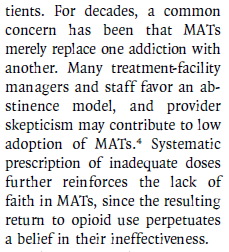 tients. For decades, a common
concern has been that MATs
merely replace one addiction with
another. Many treatment-facility
managers and staff favor an ab-
stinence model, and provider
skepticism may contribute to low
adoption of MATs.⁴ Systematic
prescription of inadequate doses
further reinforces the lack of
faith in MATs, since the resulting
return to opioid use perpetuates
a belief in their ineffectiveness.